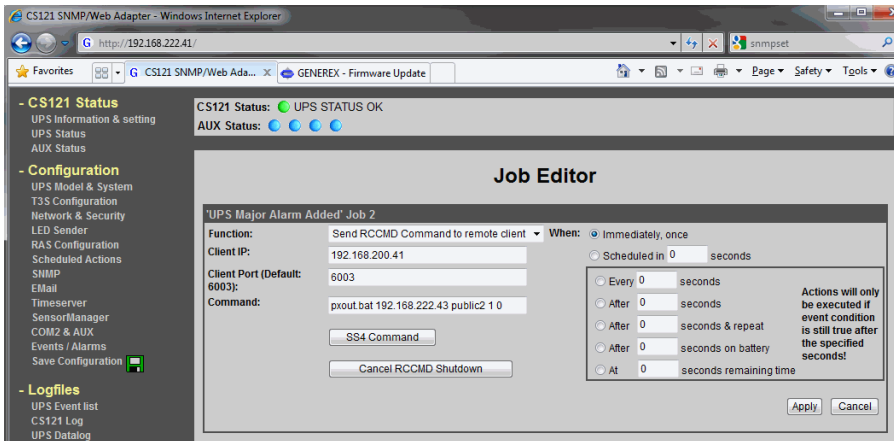 CS121 SNMP/Web Adapter - Windows Internet Explorer
http://192.168.222.41/
snmpset
Favorites
CS121 SNMP/Web Ada... X
GENEREX - Firmware Update
Page
Safety
Tools
- CS121 Status
UPS Information & setting
UPS Status
AUX Status
- Configuration
UPS Model & System
T3S Configuration
Network & Security
LED Sender
RAS Configuration
Scheduled Actions
SNMP
EMail
Timeserver
SensorManager
COM2 & AUX
Events / Alarms
Save Configuration
- Logfiles
UPS Event list
CS121 Log
UPS Datalog
CS121 Status: UPS STATUS OK
AUX Status:
Job Editor
'UPS Major Alarm Added' Job 2
Function: Send RCCMD Command to remote client
Client IP: 192.168.200.41
Client Port (Default:
6003): 6003
Command: pxout.bat 192.168.222.43 public2 1 0
SS4 Command
Cancel RCCMD Shutdown
When: Immediately, once
Scheduled in 0 seconds
Every 0 seconds
After 0 seconds
After 0 seconds & repeat
After 0 seconds on battery
At 0 seconds remaining time
Actions will only
be executed if
event condition
is still true after
the specified
seconds!
Apply Cancel